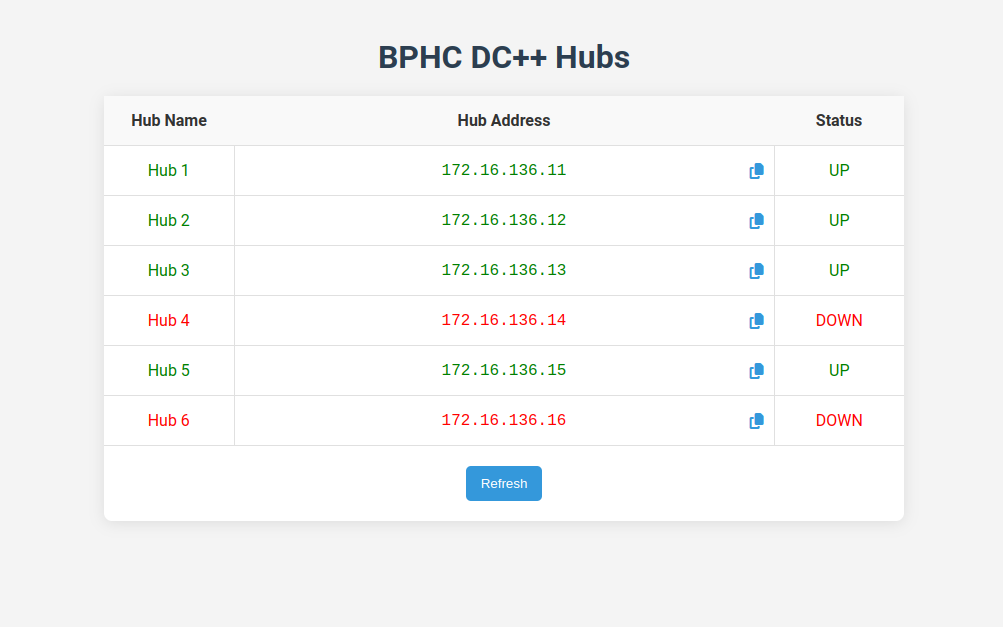 BPHC DC++ Hubs
Hub Name Hub Address Status
Hub 1 172.16.136.11 UP
Hub 2 172.16.136.12 UP
Hub 3 172.16.136.13 UP
Hub 4 172.16.136.14 DOWN
Hub 5 172.16.136.15 UP
Hub 6 172.16.136.16 DOWN
Refresh